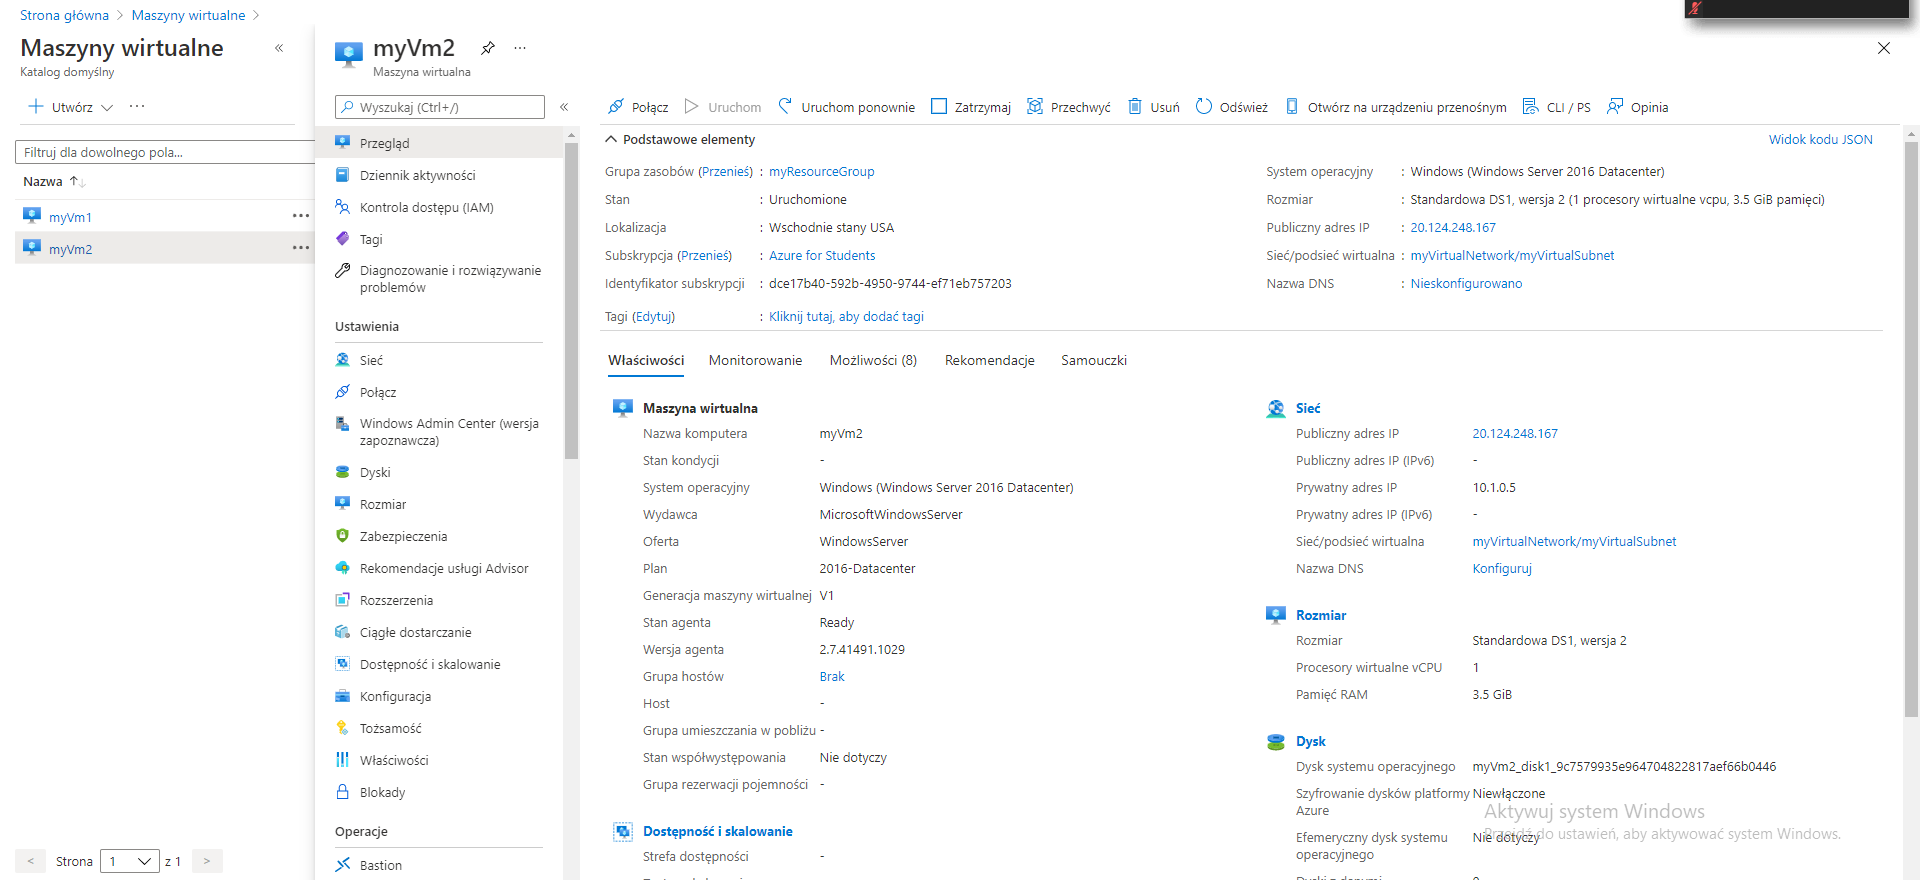 Strona główna > Maszyny wirtualne >
Maszyny wirtualne «
Katalog domyślny
+ Utwórz ···
Filtruj dla dowolnego pola...
Nazwa ↑↓
myVm1 •••
myVm2 •••
< Strona 1 z 1 >
myVm2 ···
Maszyna wirtualna
Wyszukaj (Ctrl+/) «
Przegląd
Dziennik aktywności
Kontrola dostępu (IAM)
Tagi
Diagnozowanie i rozwiązywanie
problemów
Ustawienia
Sieć
Połącz
Windows Admin Center (wersja
zapoznawcza)
Dyski
Rozmiar
Zabezpieczenia
Rekomendacje usługi Advisor
Rozszerzenia
Ciągłe dostarczanie
Dostępność i skalowanie
Konfiguracja
Tożsamość
Właściwości
Blokady
Operacje
Bastion
Połącz Uruchom Uruchom ponownie Zatrzymaj Przechwyć Usuń Odśwież Otwórz na urządzeniu przenośnym CLI / PS Opinia
Podstawowe elementy Widok kodu JSON
Grupa zasobów (Przenieś) : myResourceGroup
Stan : Uruchomione
Lokalizacja : Wschodnie stany USA
Subskrypcja (Przenieś) : Azure for Students
Identyfikator subskrypcji : dce17b40-592b-4950-9744-ef71eb757203
Tagi (Edytuj) : Kliknij tutaj, aby dodać tagi
System operacyjny : Windows (Windows Server 2016 Datacenter)
Rozmiar : Standardowa DS1, wersja 2 (1 procesory wirtualne vcpu, 3.5 GiB pamięci)
Publiczny adres IP : 20.124.248.167
Sieć/podsieć wirtualna : myVirtualNetwork/myVirtualSubnet
Nazwa DNS : Nieskonfigurowano
Właściwości Monitorowanie Możliwości (8) Rekomendacje Samouczki
Maszyna wirtualna
Nazwa komputera myVm2
Stan kondycji -
System operacyjny Windows (Windows Server 2016 Datacenter)
Wydawca MicrosoftWindowsServer
Oferta WindowsServer
Plan 2016-Datacenter
Generacja maszyny wirtualnej V1
Stan agenta Ready
Wersja agenta 2.7.41491.1029
Grupa hostów Brak
Host -
Grupa umieszczania w pobliżu -
Stan współwystępowania Nie dotyczy
Grupa rezerwacji pojemności -
Dostępność i skalowanie
Strefa dostępności -
Sieć
Publiczny adres IP 20.124.248.167
Publiczny adres IP (IPv6) -
Prywatny adres IP 10.1.0.5
Prywatny adres IP (IPv6) -
Sieć/podsieć wirtualna myVirtualNetwork/myVirtualSubnet
Nazwa DNS Konfiguruj
Rozmiar
Rozmiar Standardowa DS1, wersja 2
Procesory wirtualne vCPU 1
Pamięć RAM 3.5 GiB
Dysk
Dysk systemu operacyjnego myVm2_disk1_9c7579935e964704822817aef66b0446
Szyfrowanie dysków platformy Niewłączone
Azure
Efemeryczny dysk systemu Nie dotyczy
operacyjnego
Aktywuj system Windows
Przejdź do ustawień, aby aktywować system Windows.